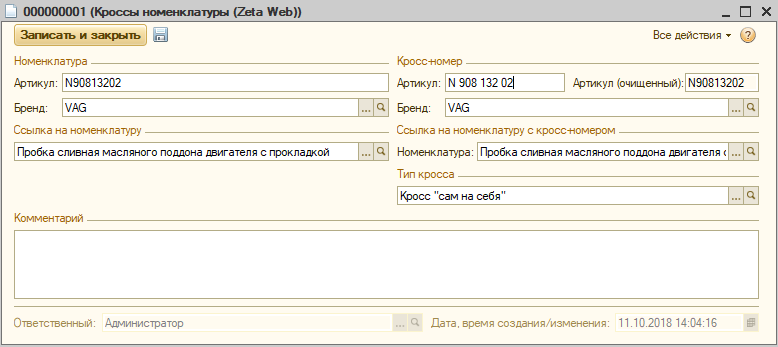 000000001 (Кроссы номенклатуры (Zeta Web))
Записать и закрыть Все действия ?
Номенклатура Кросс-номер
Артикул: N90813202 Артикул: N 908 132 02 Артикул (очищенный): N90813202
Бренд: VAG ... Бренд: VAG ...
Ссылка на номенклатуру Ссылка на номенклатуру с кросс-номером
Пробка сливная масляного поддона двигателя с прокладкой ... Номенклатура: Пробка сливная масляного поддона двигателя с ...
Тип кросса
Кросс "сам на себя" ...
Комментарий
Ответственный: Администратор ... Дата, время создания/изменения: 11.10.2018 14:04:16